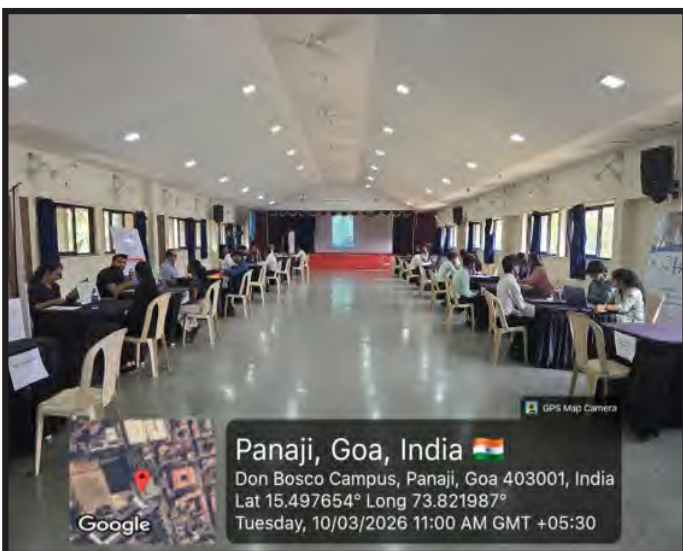 GPS Map Camera
Panaji, Goa, India
Don Bosco Campus, Panaji, Goa 403001, India
Lat 15.497654° Long 73.821987°
Tuesday, 10/03/2026 11:00 AM GMT +05:30
Google